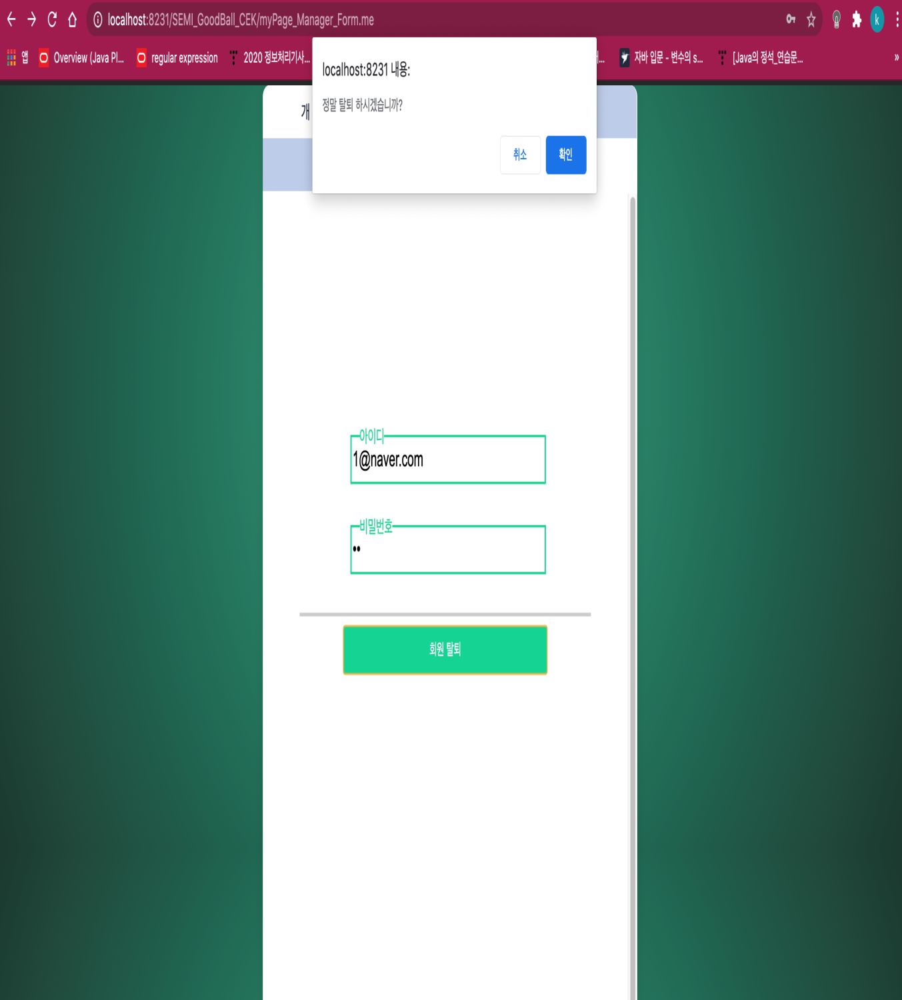 localhost:8231/SEMI_GoodBall_CEK/myPage_Manager_Form.me
k
앱 Overview (Java Pl... regular expression 2020 정보처리기사... ... 자바 입문 - 변수의 s... [Java의 정석_연습문... »
localhost:8231 내용:
개
정말 탈퇴 하시겠습니까?
취소 확인
아이디
1@naver.com
비밀번호
••
회원 탈퇴